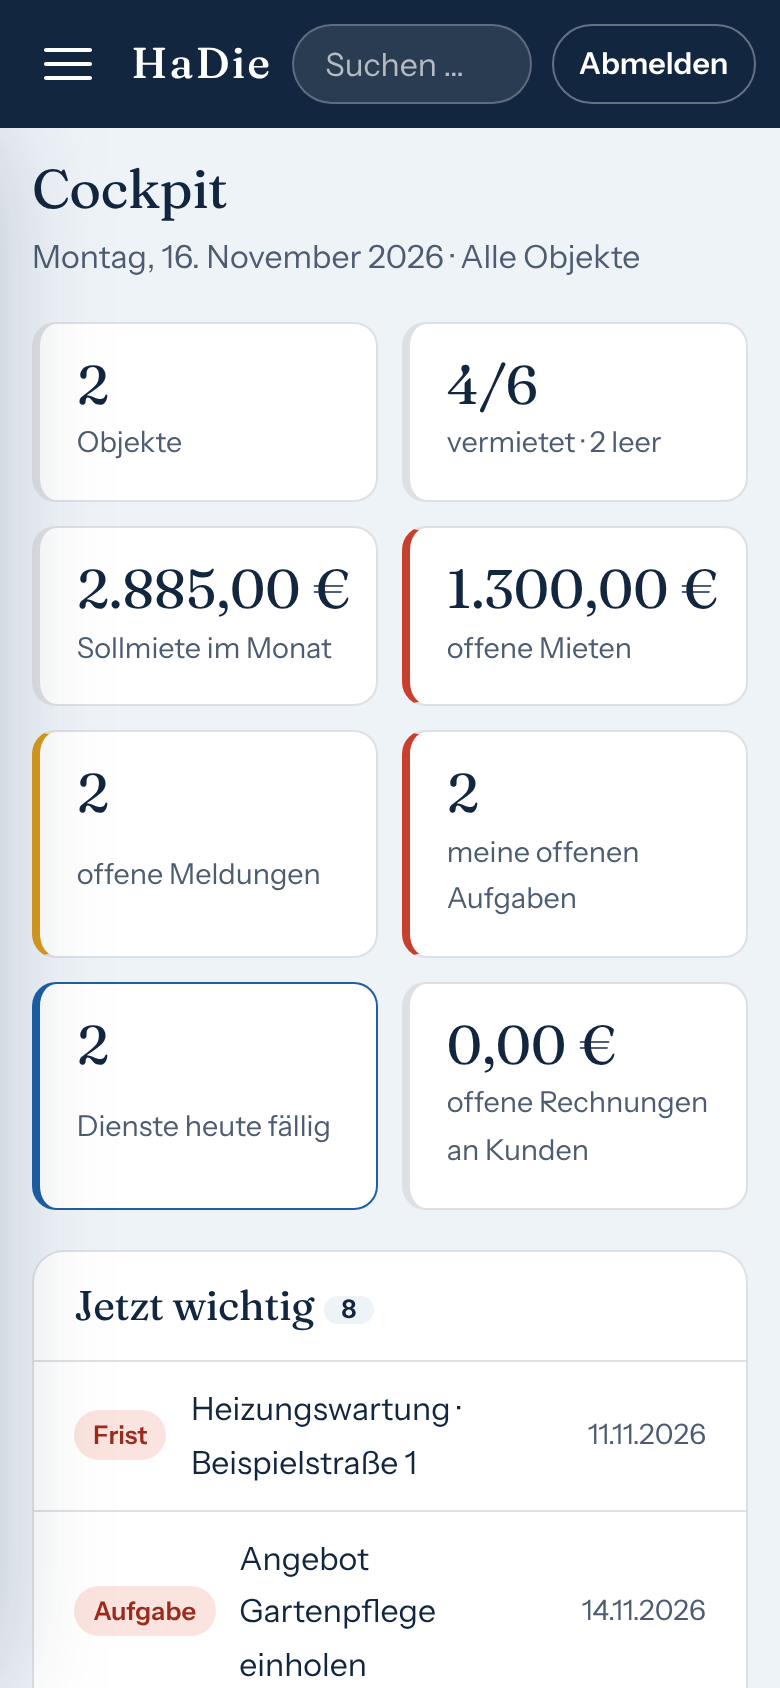 HaDie
Suchen ...
Abmelden
Cockpit
Montag, 16. November 2026 · Alle Objekte
2
Objekte
4/6
vermietet · 2 leer
2.885,00 €
Sollmiete im Monat
1.300,00 €
offene Mieten
2
offene Meldungen
2
meine offenen
Aufgaben
2
Dienste heute fällig
0,00 €
offene Rechnungen
an Kunden
Jetzt wichtig 8
Frist
Heizungswartung ·
Beispielstraße 1
11.11.2026
Aufgabe
Angebot
Gartenpflege
einholen
14.11.2026